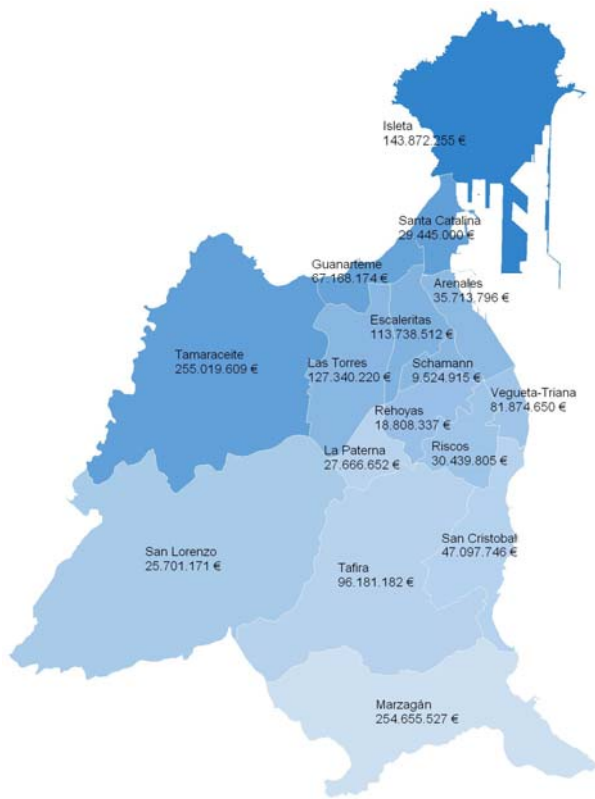 Isleta
143.872.255 €
Santa Catalina
29.445.000 €
Guanarteme
67.188.174 €
Arenales
35.713.796 €
Escaleritas
113.738.512 €
Tamaraceite
255.019.609 €
Las Torres
127.340.220 €
Schamann
9.524.915 €
Vegueta-Triana
81.874.650 €
Rehoyas
18.808.337 €
La Paterna
27.666.652 €
Riscos
30.439.805 €
San Lorenzo
25.701.171 €
San Cristobal
47.097.746 €
Tafira
96.181.182 €
Marzagán
254.655.527 €